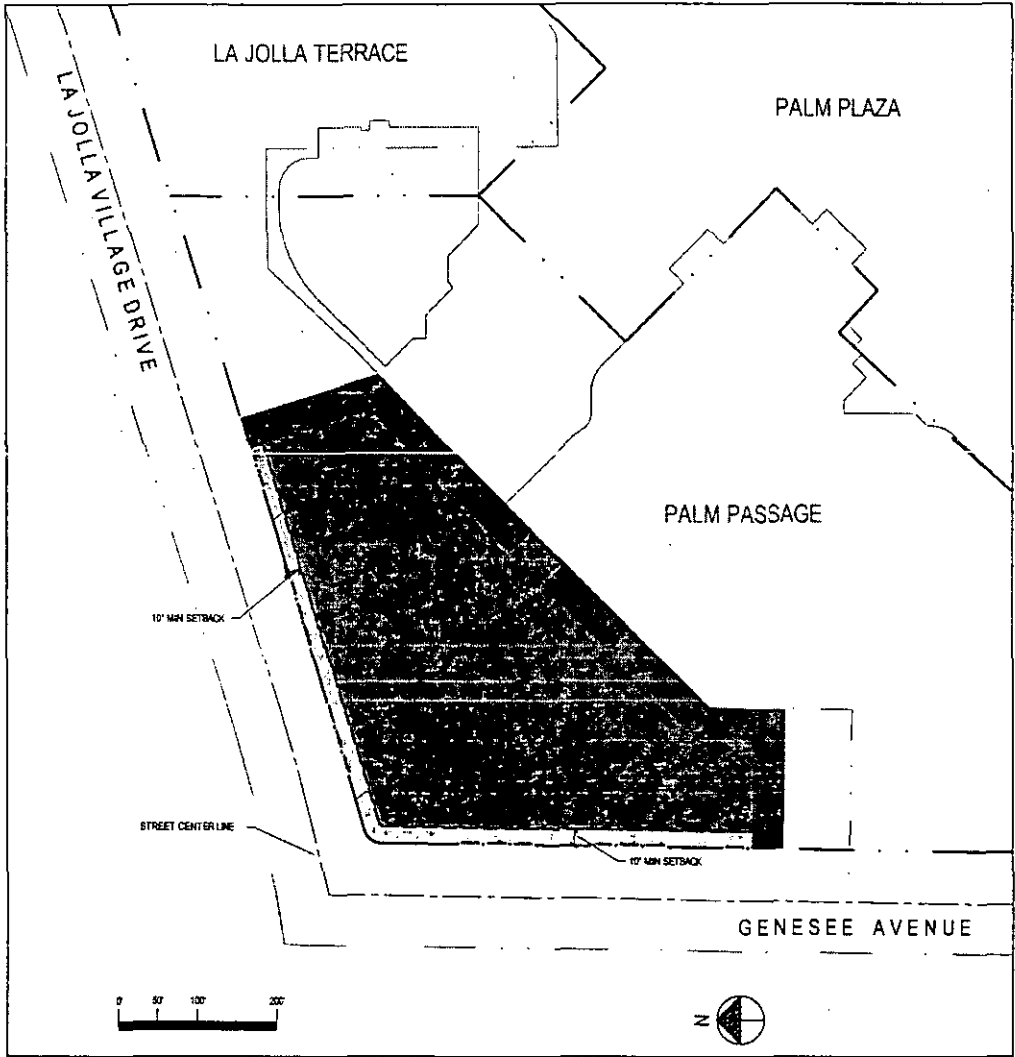 LA JOLLA TERRACE
PALM PLAZA
LA JOLLA VILLAGE DRIVE
PALM PASSAGE
10' MIN SETBACK
STREET CENTER LINE
10' MIN SETBACK
GENESEE AVENUE
0' 50' 100' 200'
N